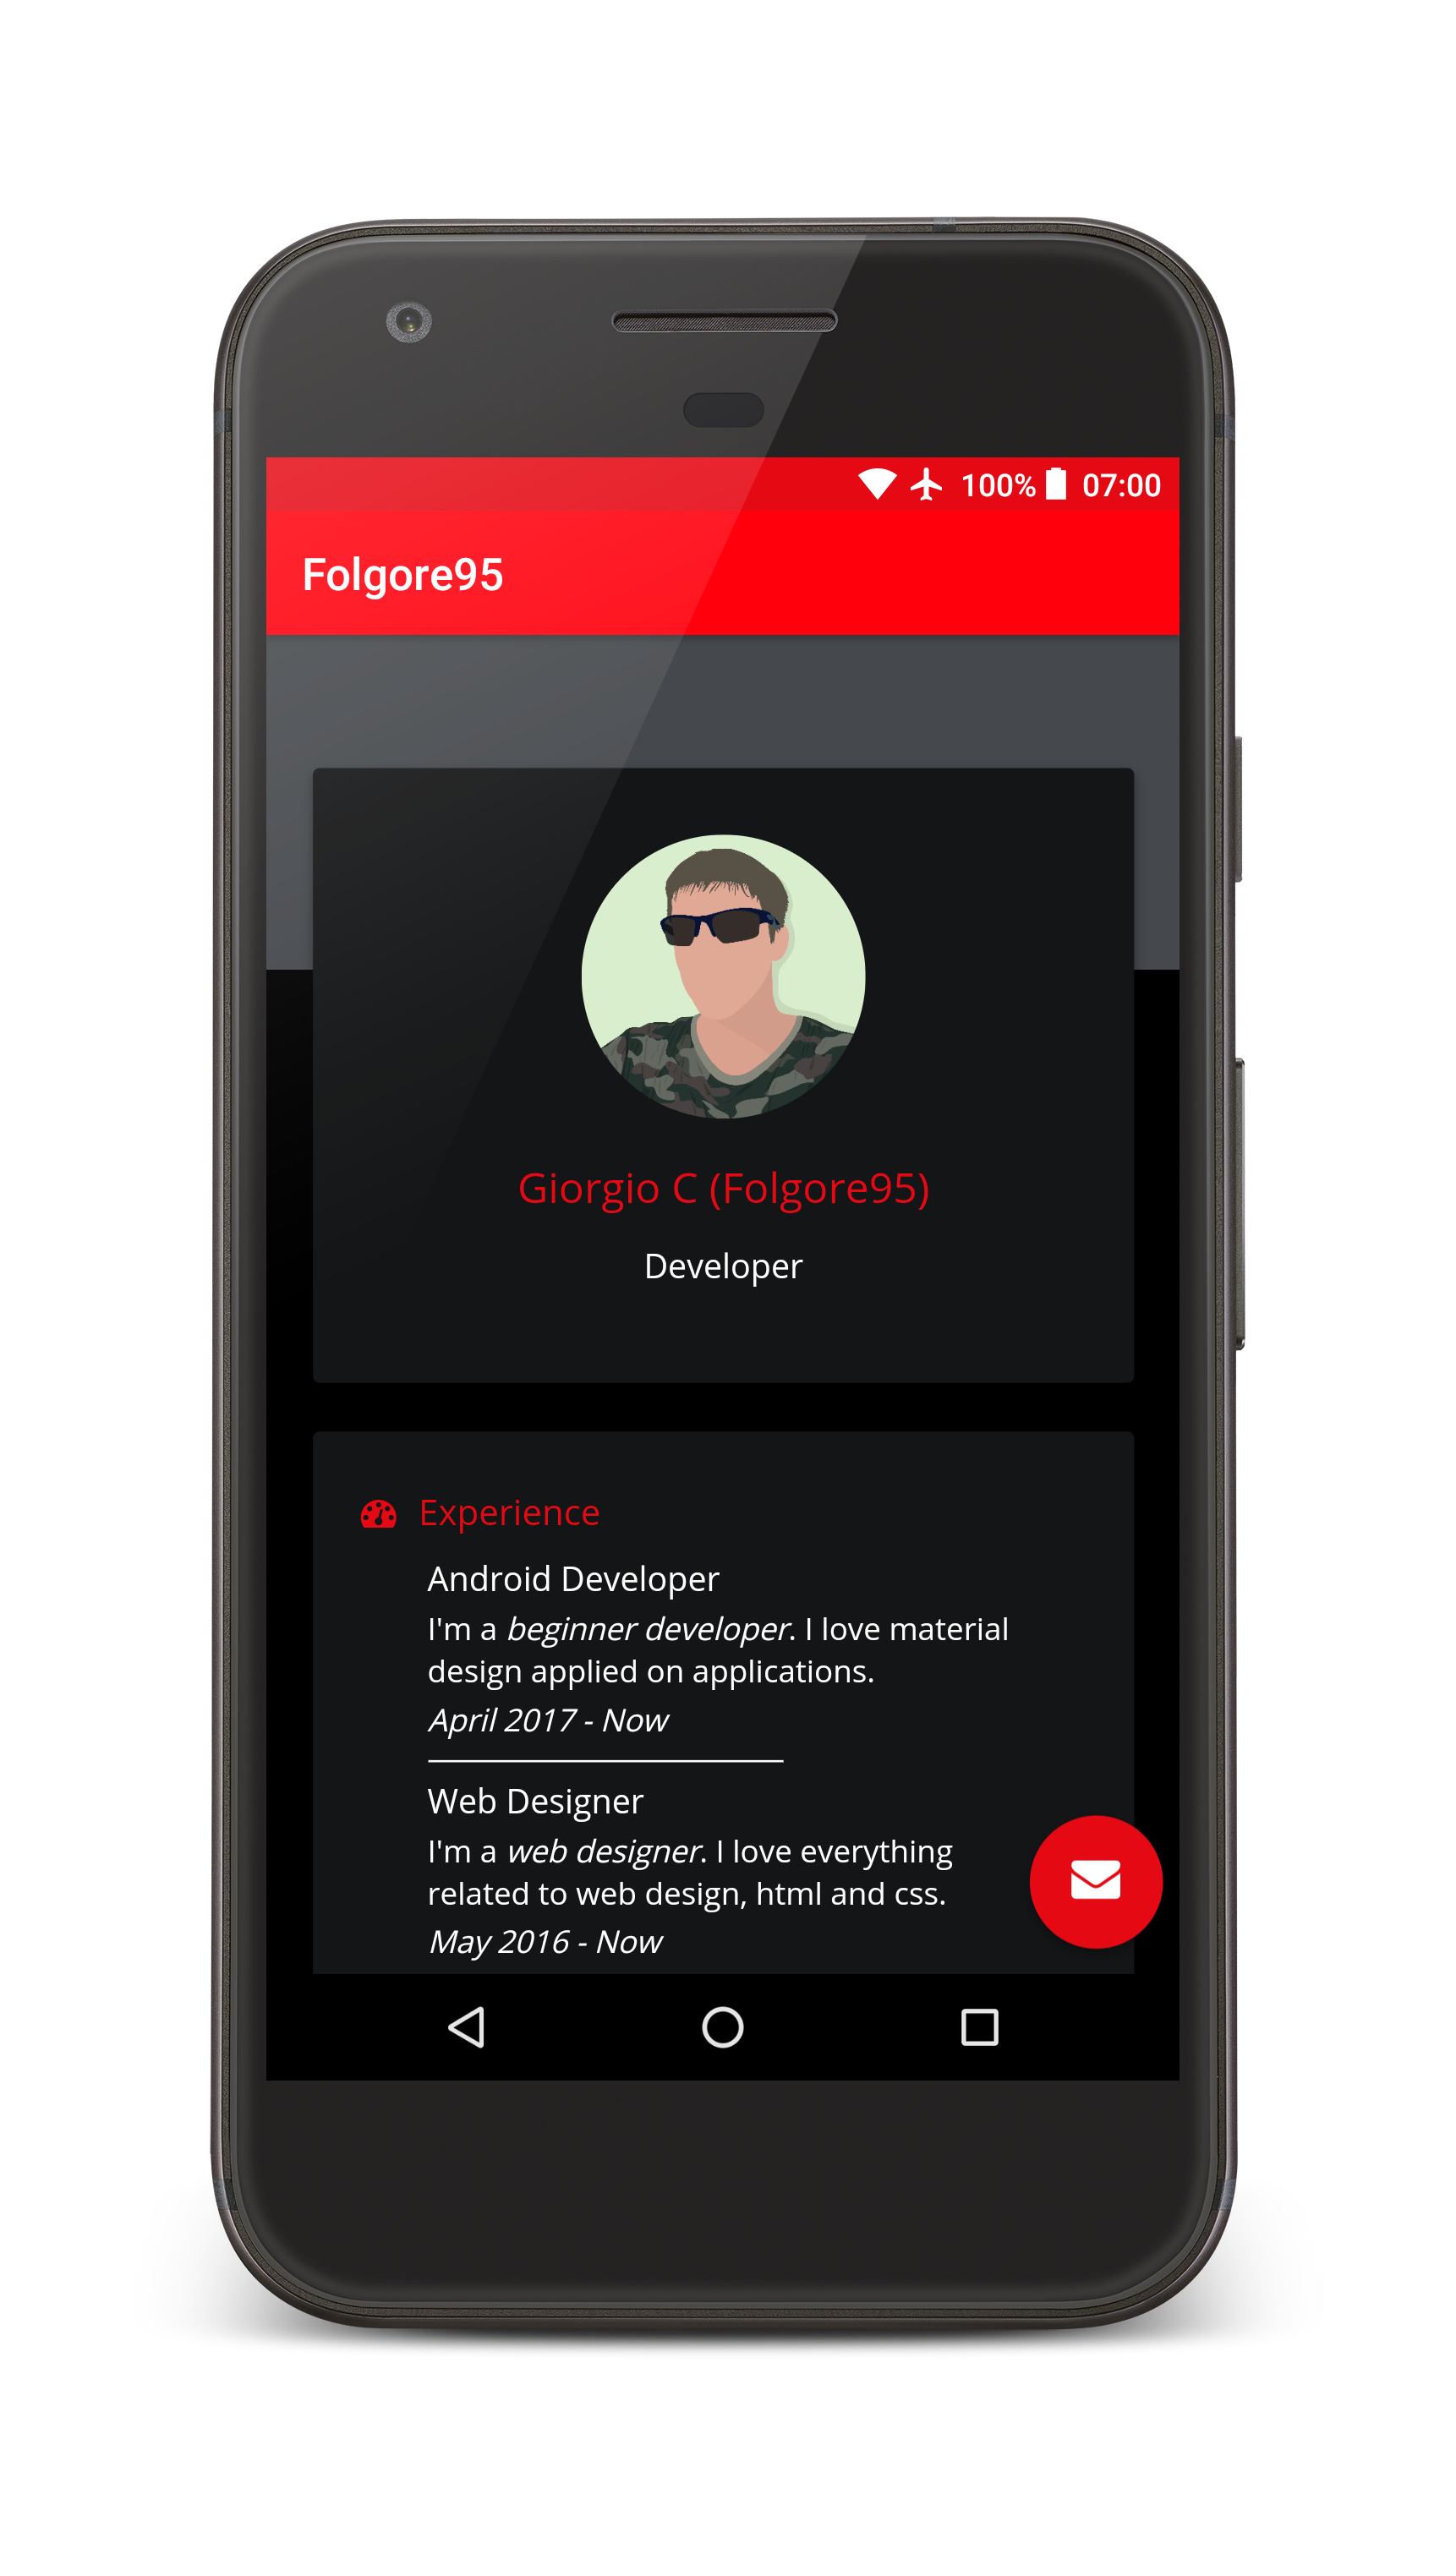 100% 07:00
Folgore95
Giorgio C (Folgore95)
Developer
Experience
Android Developer
I'm a beginner developer. I love material
design applied on applications.
April 2017 - Now
Web Designer
I'm a web designer. I love everything
related to web design, html and css.
May 2016 - Now